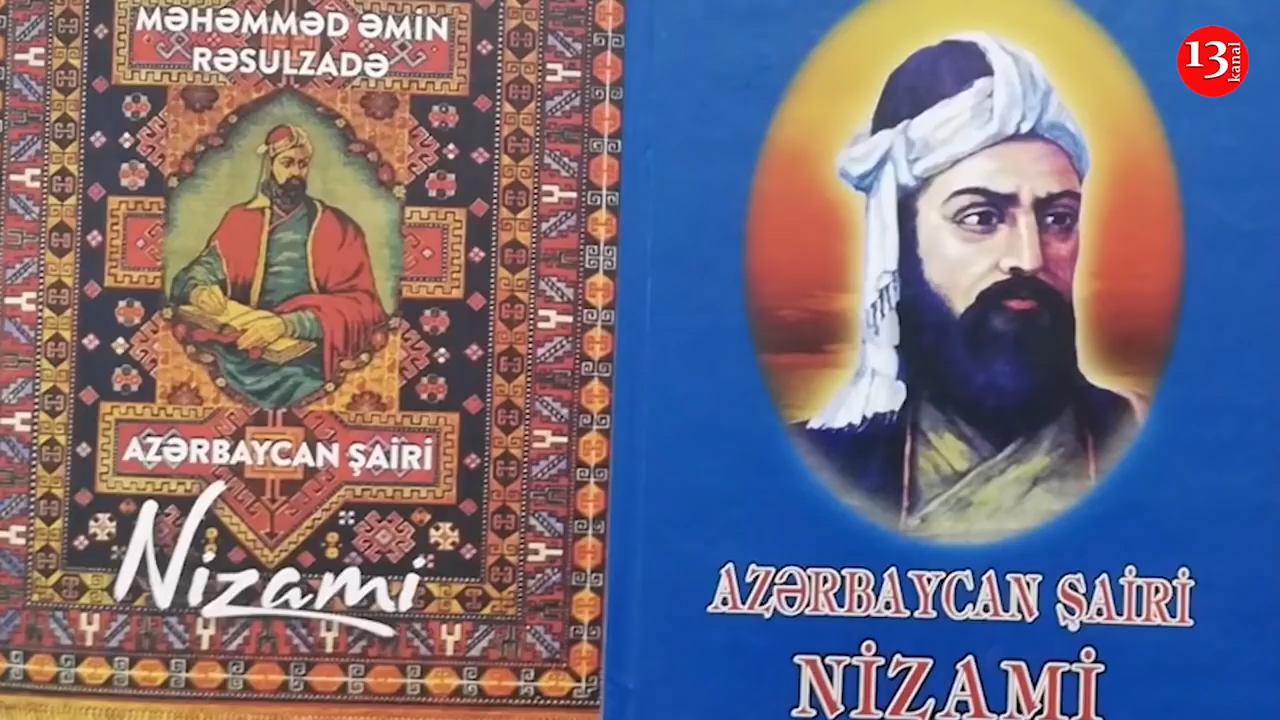 MƏHƏMMƏD ƏMİN
RƏSULZADƏ
AZƏRBAYCAN ŞAİRİ
Nizami
AZƏRBAYCAN ŞAİRİ
NİZAMİ
13 kanal